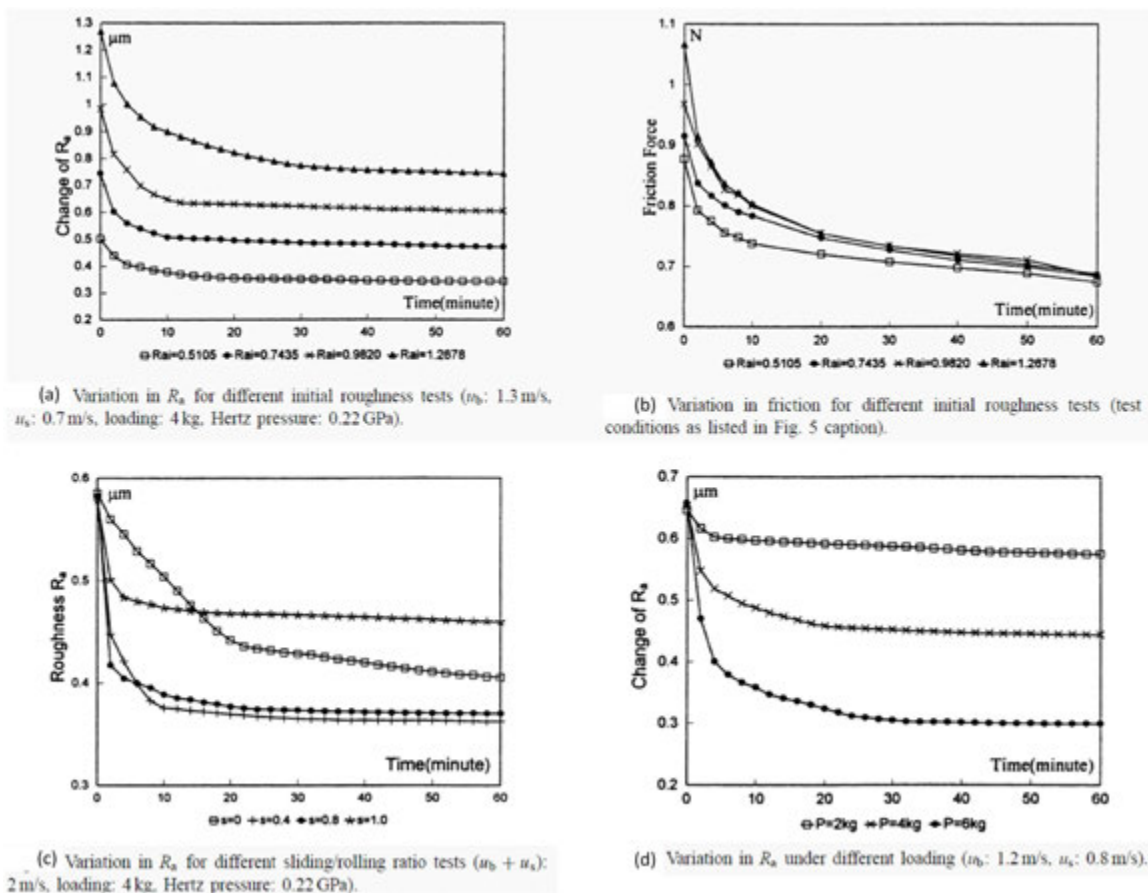 1.3
μm
1.2
1.1
1
0.9
0.8
0.7
0.6
0.5
0.4
0.3
0.2
Change of Ra
Time(minute)
0 10 20 30 40 50 60
Rai=0.5105 Rai=0.7435 Rai=0.9820 Rai=1.2678
(a) Variation in Ra for different initial roughness tests (ub: 1.3 m/s,
us: 0.7 m/s, loading: 4 kg, Hertz pressure: 0.22 GPa).
1.1
N
1
0.9
0.8
0.7
0.6
Friction Force
Time(minute)
0 10 20 30 40 50 60
Rai=0.5105 Rai=0.7435 Rai=0.9820 Rai=1.2678
(b) Variation in friction for different initial roughness tests (test
conditions as listed in Fig. 5 caption).
0.6
μm
0.5
0.4
0.3
Roughness Ra
Time(minute)
0 10 20 30 40 50 60
s=0 s=0.4 s=0.8 s=1.0
(c) Variation in Ra for different sliding/rolling ratio tests (ub + us):
2 m/s, loading: 4 kg, Hertz pressure: 0.22 GPa).
0.7
μm
0.6
0.5
0.4
0.3
0.2
Change of Ra
Time(minute)
0 10 20 30 40 50 60
P=2kg P=4kg P=6kg
(d) Variation in Ra under different loading (ub: 1.2 m/s, us: 0.8 m/s).